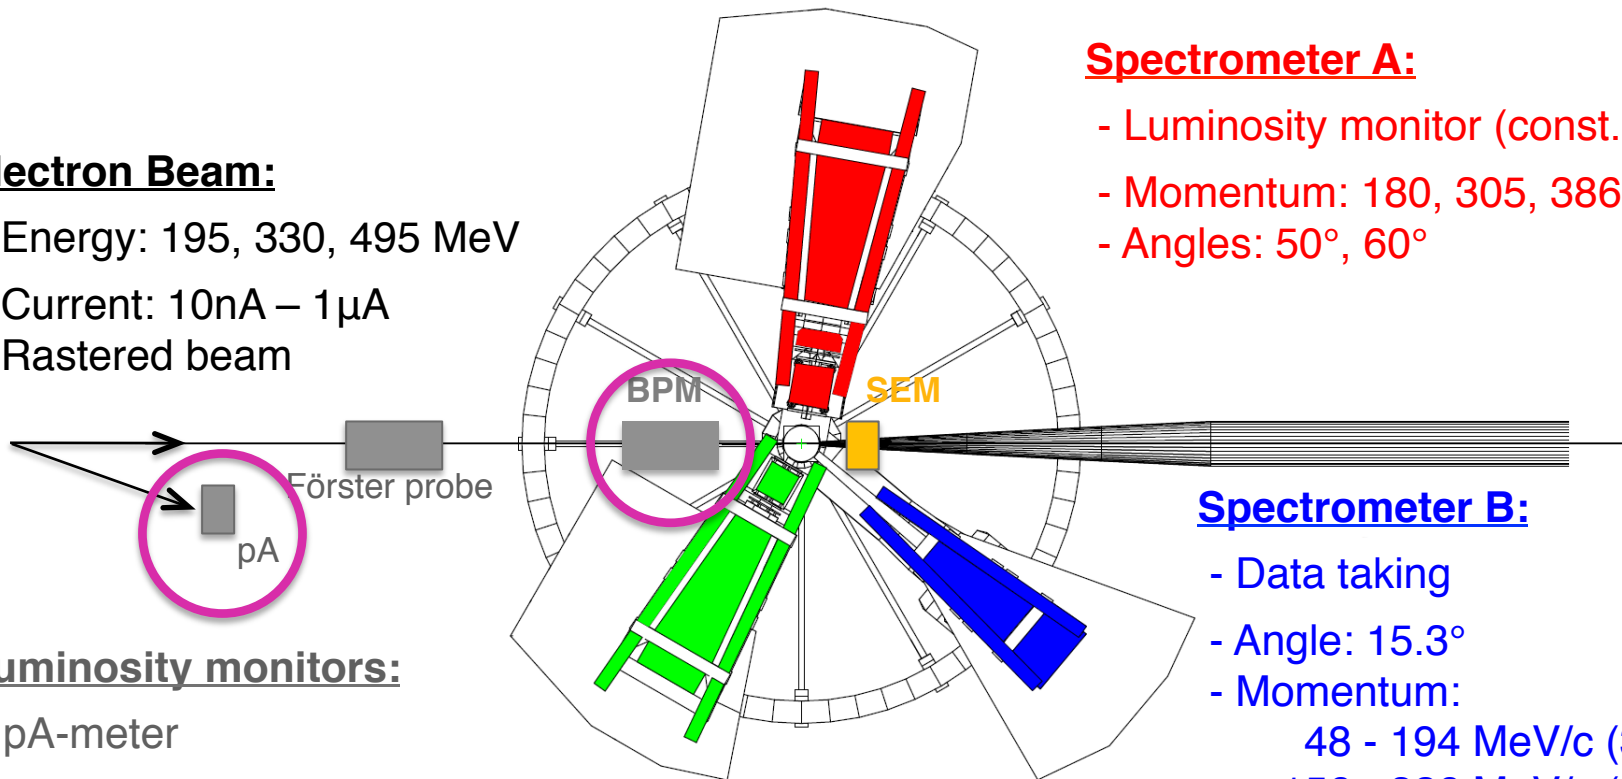 Spectrometer A:
- Luminosity monitor (const.
- Momentum: 180, 305, 386
- Angles: 50°, 60°
lectron Beam:
Energy: 195, 330, 495 MeV
Current: 10nA – 1µA
Rastered beam
BPM
SEM
Förster probe
pA
Spectrometer B:
- Data taking
- Angle: 15.3°
- Momentum:
48 - 194 MeV/c (
uminosity monitors:
pA-meter